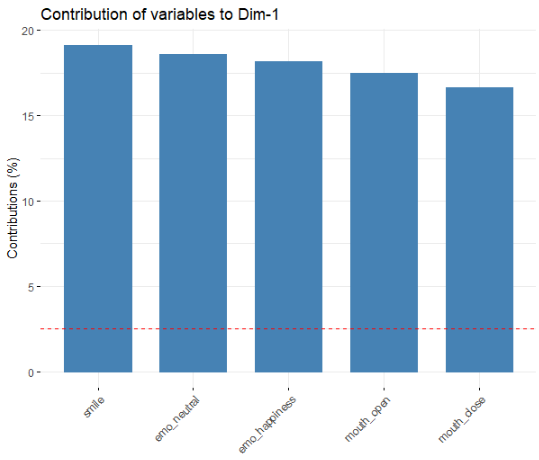 Contribution of variables to Dim-1
Contributions (%)
20
15
10
5
0
smile
emo_neutral
emo_happiness
mouth_open
mouth_close